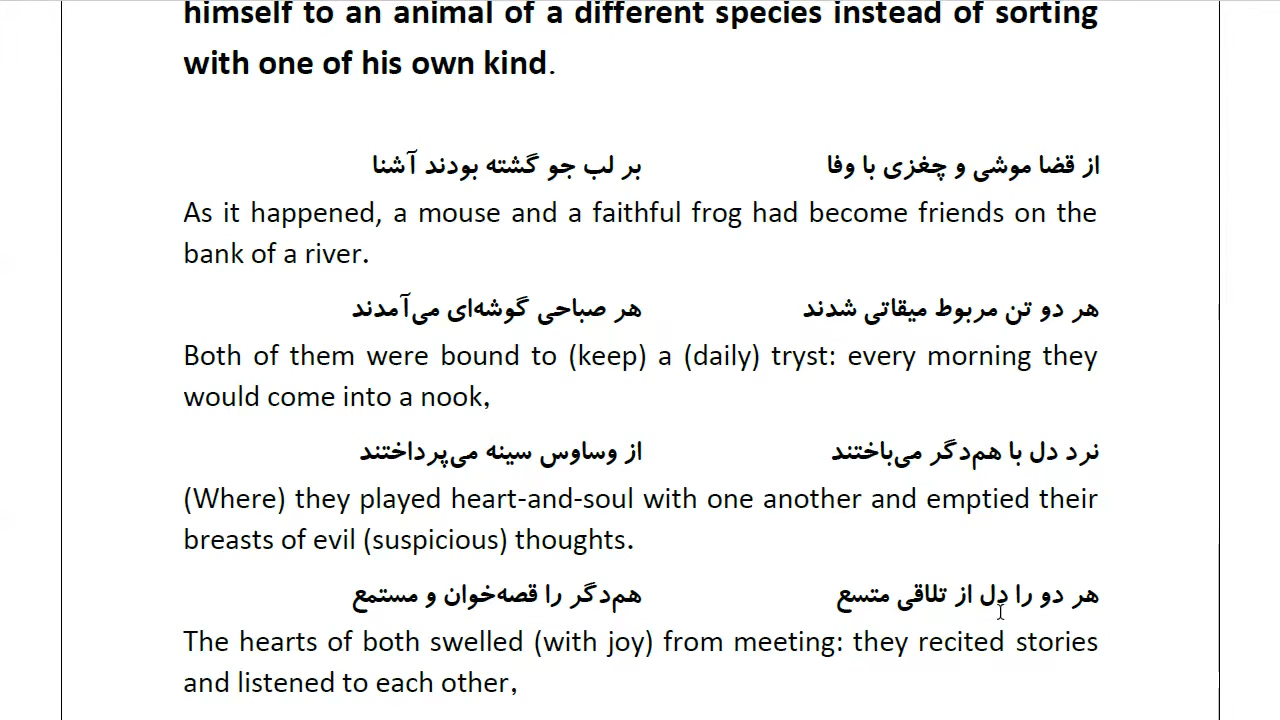 himself to an animal of a different species instead of sorting
with one of his own kind.
از قضا موشی و چغزی با وفا بر لب جو گشته بودند آشنا
As it happened, a mouse and a faithful frog had become friends on the
bank of a river.
هر دو تن مربوط میقاتی شدند هر صباحی گوشه‌ای می‌آمدند
Both of them were bound to (keep) a (daily) tryst: every morning they
would come into a nook,
نرد دل با هم‌دگر می‌باختند از وساوس سینه می‌پرداختند
(Where) they played heart-and-soul with one another and emptied their
breasts of evil (suspicious) thoughts.
هر دو را دل از تلاقی متسع هم‌دگر را قصه‌خوان و مستمع
The hearts of both swelled (with joy) from meeting: they recited stories
and listened to each other,